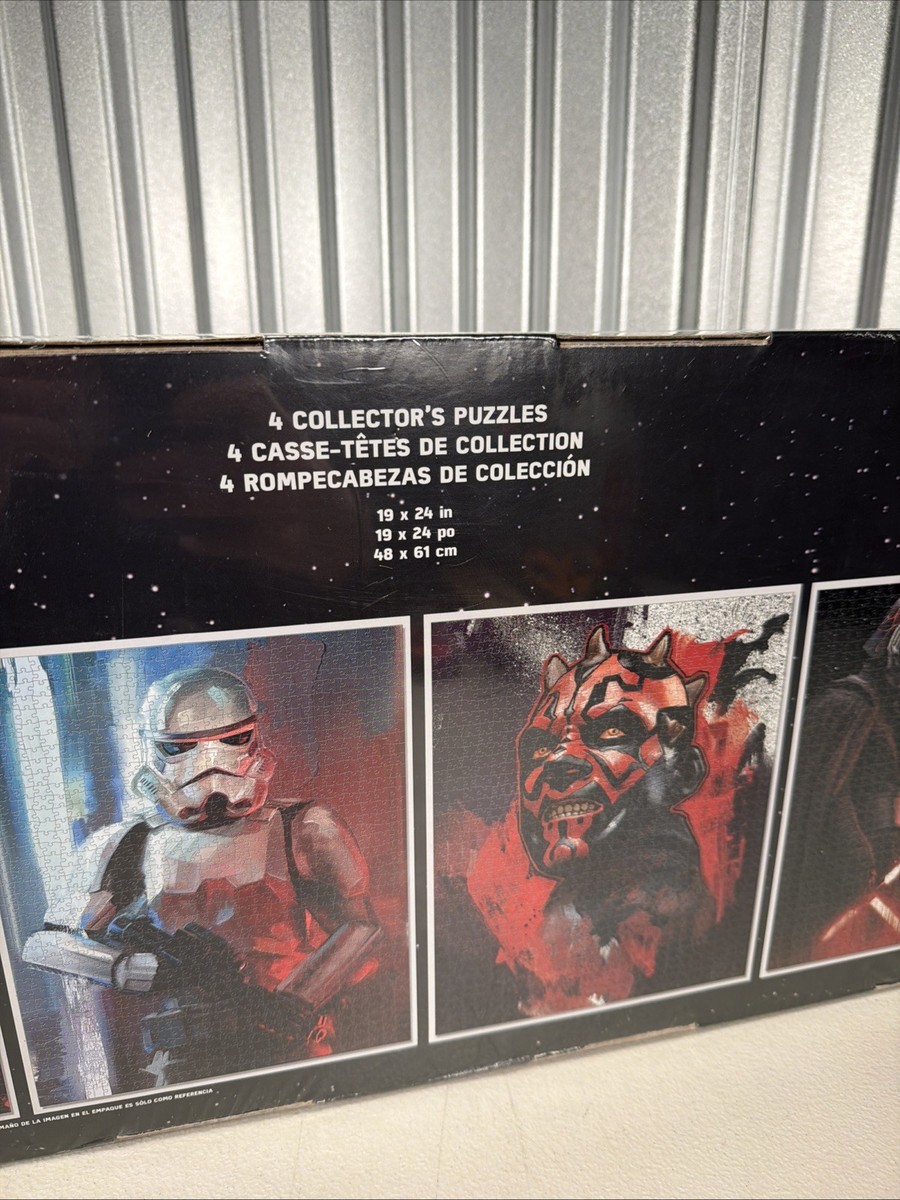 4 COLLECTOR'S PUZZLES
4 CASSE-TÊTES DE COLLECTION
4 ROMPECABEZAS DE COLECCIÓN
19 x 24 in
19 x 24 po
48 x 61 cm
DE LA IMAGEN EN EL EMPAQUE ES SÓLO COMO REFERENCIA